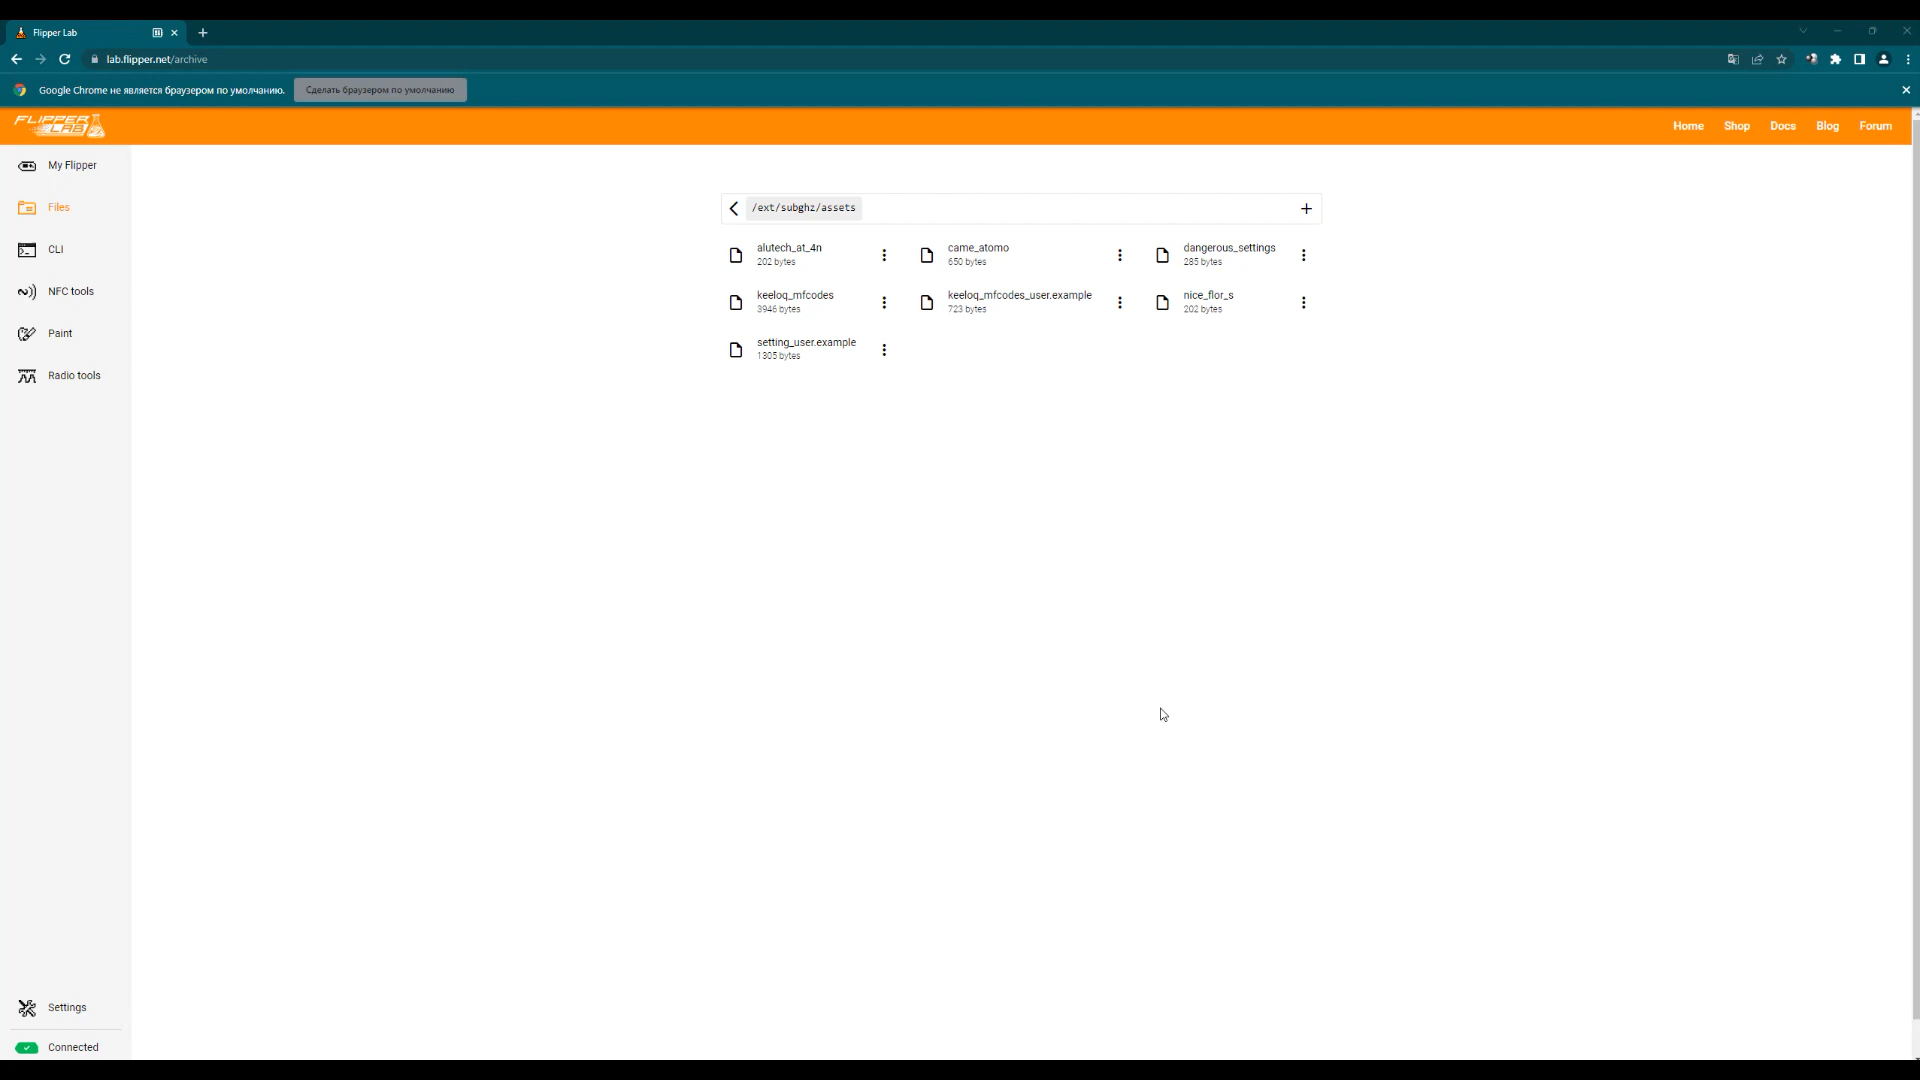 Flipper Lab
lab.flipper.net/archive
Google Chrome не является браузером по умолчанию. Сделать браузером по умолчанию
FLIPPER
LAB
Home Shop Docs Blog Forum
My Flipper
Files
CLI
NFC tools
Paint
Radio tools
/ext/subghz/assets
alutech_at_4n
202 bytes
came_atomo
650 bytes
dangerous_settings
285 bytes
keeloq_mfcodes
3946 bytes
keeloq_mfcodes_user.example
723 bytes
nice_flor_s
202 bytes
setting_user.example
1305 bytes
Settings
Connected